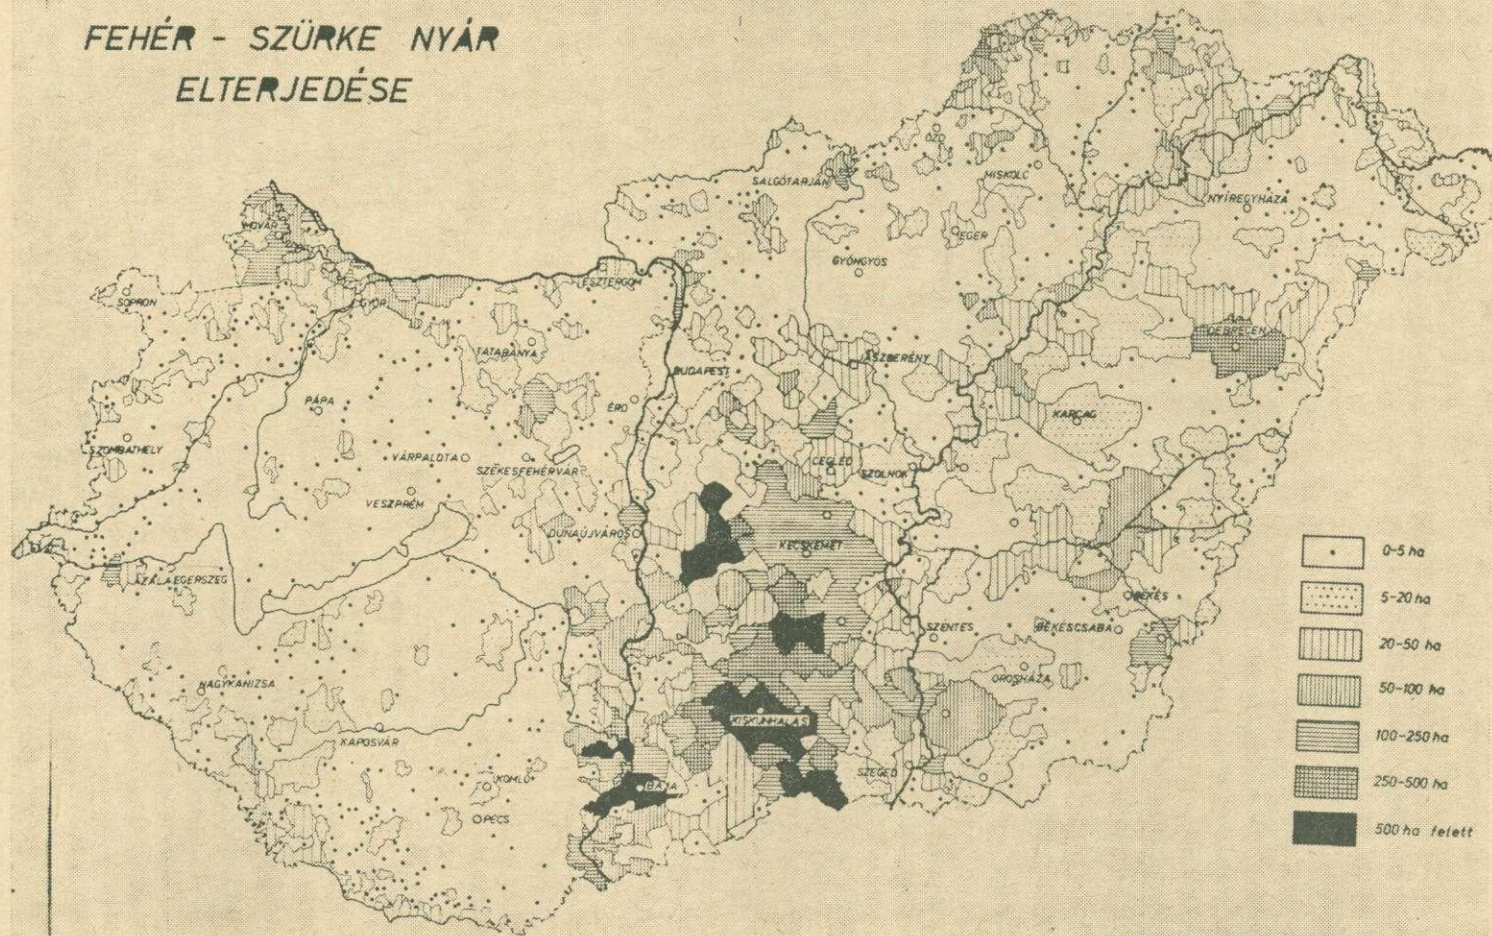 FEHÉR - SZÜRKE NYÁR
ELTERJEDÉSE
ÓZD
SALGÓTARJÁN
MISKOLC
NYÍREGYHÁZA
MOVÁR
EGER
GYÖNGYÖS
SOPRON
GYŐR
ESZTERGOM
DEBRECEN
TATABÁNYA
JÁSZBERÉNY
BUDAPEST
PÁPA
ÉRD
KARCAG
SZOMBATHELY
VÁRPALOTA
SZÉKESFEHÉRVÁR
CEGLÉD
SZOLNOK
VESZPRÉM
DUNAÚJVÁROS
KECSKEMÉT
ZALAEGERSZEG
BÉKÉS
SZENTES
BÉKÉSCSABA
NAGYKANIZSA
OROSHÁZA
KISKUNHALAS
KAPOSVÁR
KOMLÓ
SZEGED
BAJA
PÉCS
0-5 ha
5-20 ha
20-50 ha
50-100 ha
100-250 ha
250-500 ha
500 ha felett